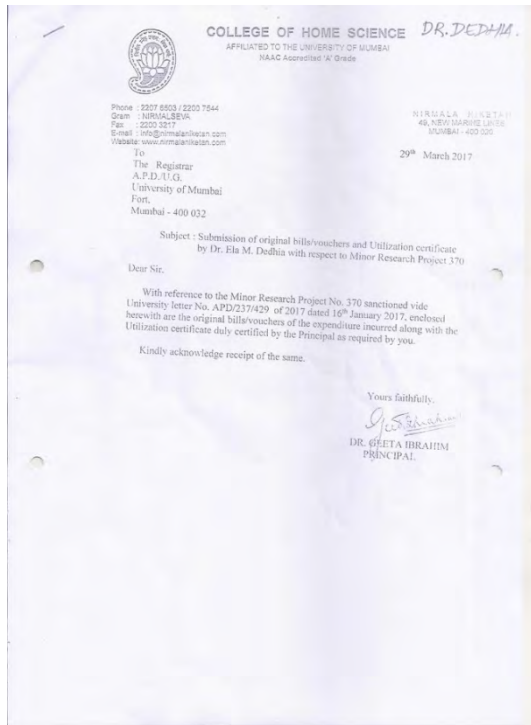 COLLEGE OF HOME SCIENCE
DR. DEDHIA.
AFFILIATED TO THE UNIVERSITY OF MUMBAI
NAAC Accredited 'A' Grade
Phone : 2207 6503 / 2200 7544
Gram : NIRMALSEVA
Fax : 2200 3217
E-mail : info@nirmalaniketan.com
Website: www.nirmalaniketan.com
NIRMALA NIKETAN
49, NEW MARINE LINES
MUMBAI - 400 020
29th March 2017
To
The Registrar
A.P.D./U.G.
University of Mumbai
Fort,
Mumbai - 400 032
Subject : Submission of original bills/vouchers and Utilization certificate
by Dr. Ela M. Dedhia with respect to Minor Research Project 370
Dear Sir,
With reference to the Minor Research Project No. 370 sanctioned vide
University letter No. APD/237/429 of 2017 dated 16th January 2017, enclosed
herewith are the original bills/vouchers of the expenditure incurred along with the
Utilization certificate duly certified by the Principal as required by you.
Kindly acknowledge receipt of the same.
Yours faithfully,
DR. GEETA IBRAHIM
PRINCIPAL